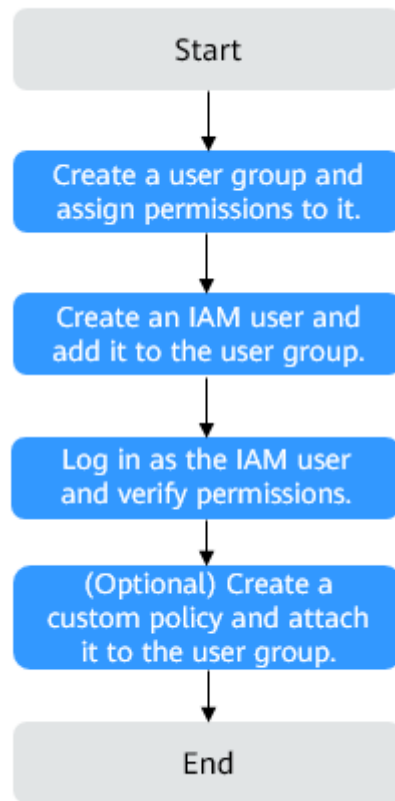 Start
Create a user group and
assign permissions to it.
Create an IAM user and
add it to the user group.
Log in as the IAM user
and verify permissions.
(Optional) Create a
custom policy and attach
it to the user group.
End